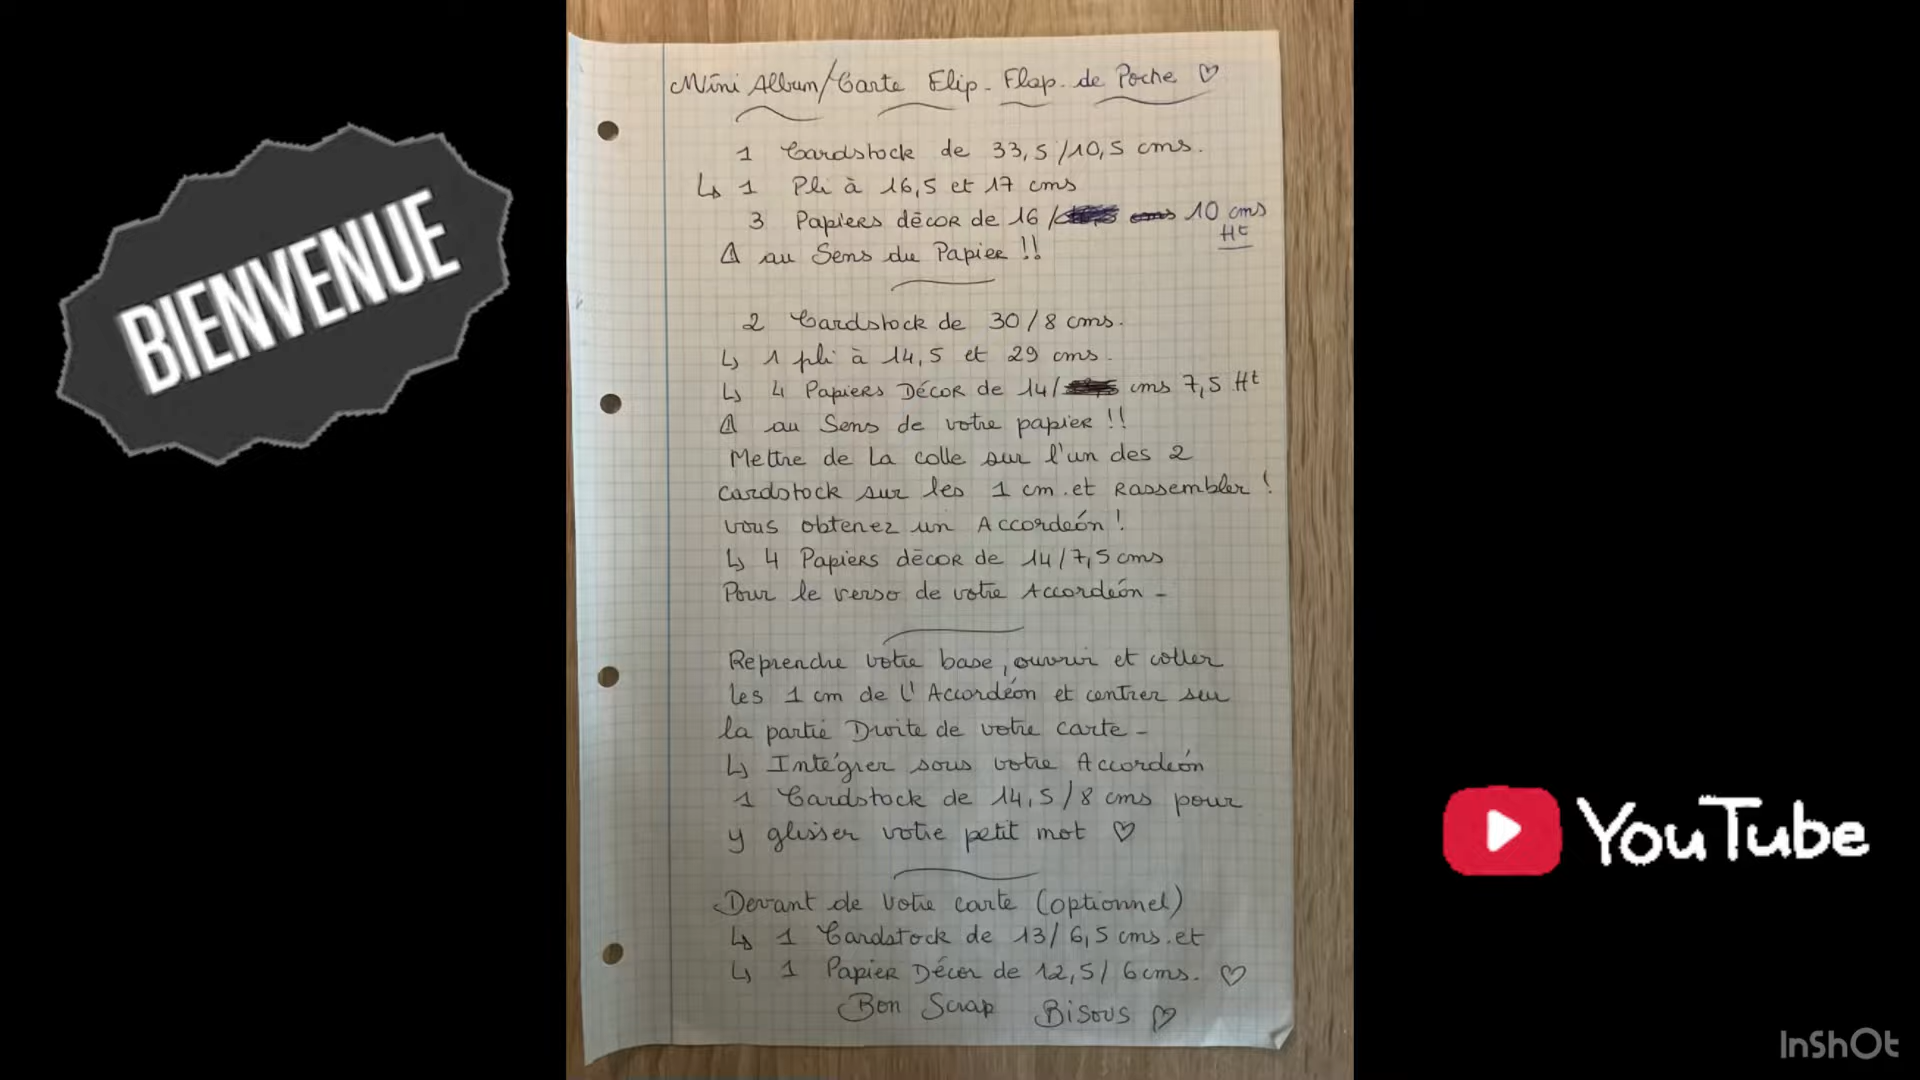 BIENVENUE
Mini Album/Carte Flip-Flap de Poche ♡
1 Cardstock de 33,5/10,5 cms.
↳ 1 Pli à 16,5 et 17 cms
3 Papiers décor de 16/ cms 10 cms
Ht
⚠ au Sens du Papier !!
2 Cardstock de 30/8 cms.
↳ 1 pli à 14,5 et 29 cms.
↳ 4 Papiers Décor de 14/ cms 7,5 Ht
⚠ au Sens de votre papier !!
Mettre de La colle sur l'un des 2
cardstock sur les 1 cm et Rassembler !
vous obtenez un Accordéon !
↳ 4 Papiers décor de 14/7,5 cms
Pour le verso de votre Accordéon -
Reprendre votre base, ouvrir et coller
les 1 cm de l'Accordéon et centrer sur
la partie Droite de votre carte -
↳ Intégrer sous votre Accordéon
1 Cardstock de 14,5/8 cms pour
y glisser votre petit mot ♡
Devant de votre carte (optionnel)
↳ 1 Cardstock de 13/6,5 cms et
↳ 1 Papier Décor de 12,5/6 cms. ♡
Bon Scrap Bisous ♡
YouTube
InShOt